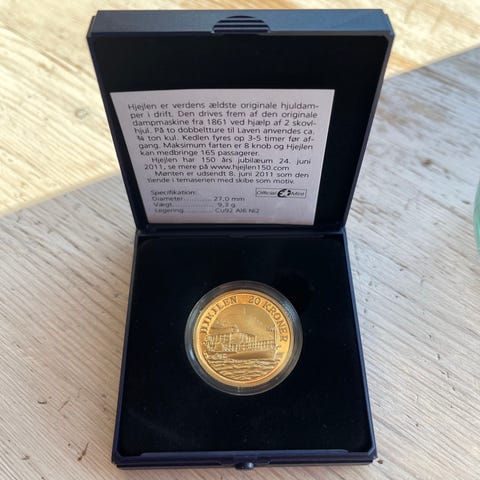 Hjejlen er verdens ældste originale hjuldam-
per i drift. Den drives frem af den originale
dampmaskine fra 1861 ved hjælp af 2 skovl-
hjul. På to dobbeltture til Laven anvendes ca.
¾ ton kul. Kedlen fyres op 3-5 timer før af-
gang. Maksimum farten er 8 knob og Hjejlen
kan medbringe 165 passagerer.
Hjejlen har 150 års jubilæum 24. juni
2011, se mere på www.hjejlen150.com
Mønten er udsendt 8. juni 2011 som den
tiende i temaserien med skibe som motiv.
Specifikation:
Diameter............ 27,0 mm
Vægt.................. 9,3 g
Legering............. Cu92 Al6 Ni2
Official Mint
HJEJLEN. 20 KRONER